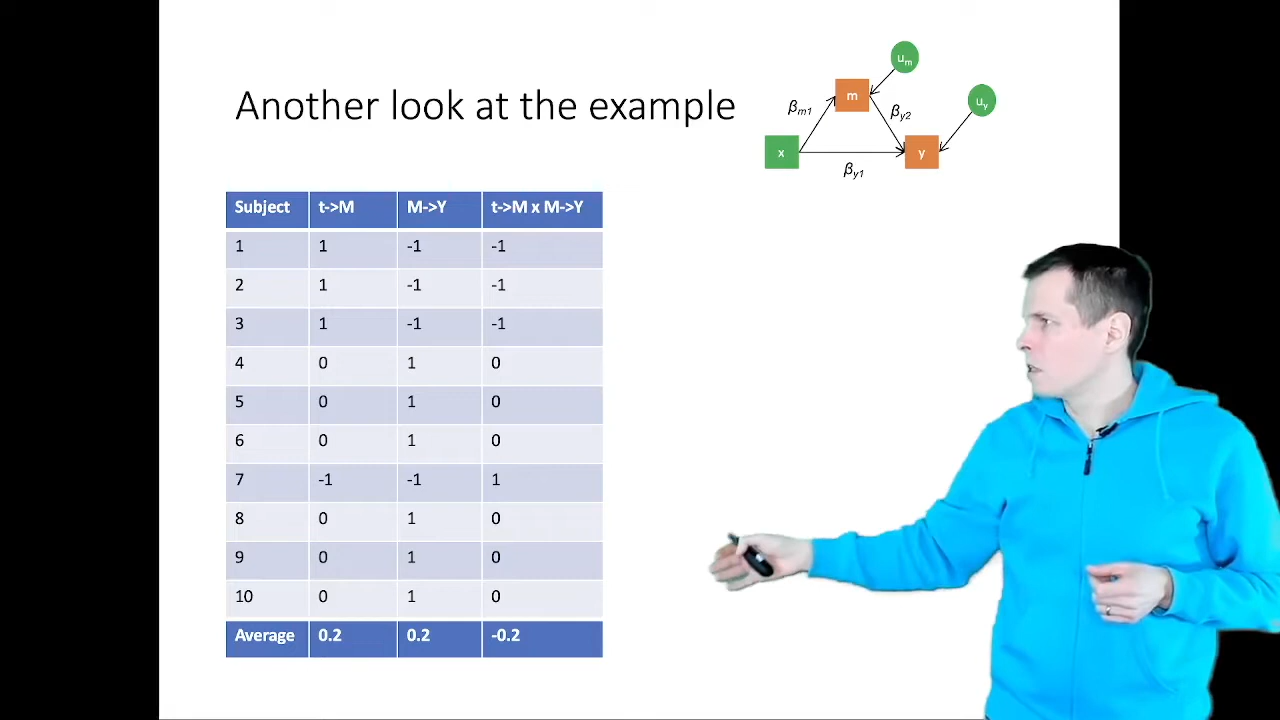 Another look at the example
u_m
m
u_y
β_m1
β_y2
x
y
β_y1
Subject t->M M->Y t->M x M->Y
1 1 -1 -1
2 1 -1 -1
3 1 -1 -1
4 0 1 0
5 0 1 0
6 0 1 0
7 -1 -1 1
8 0 1 0
9 0 1 0
10 0 1 0
Average 0.2 0.2 -0.2